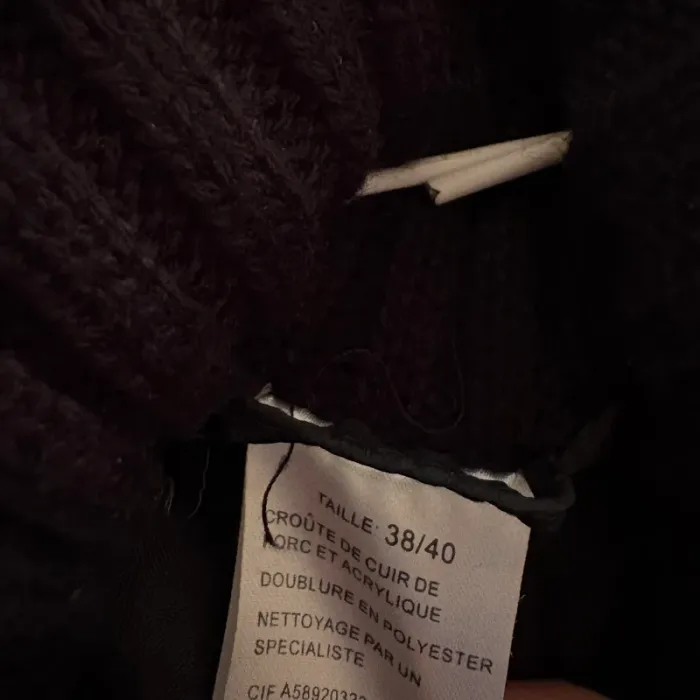 TAILLE: 38/40
CROÛTE DE CUIR DE
PORC ET ACRYLIQUE
DOUBLURE EN POLYESTER
NETTOYAGE PAR UN
SPECIALISTE
CIF